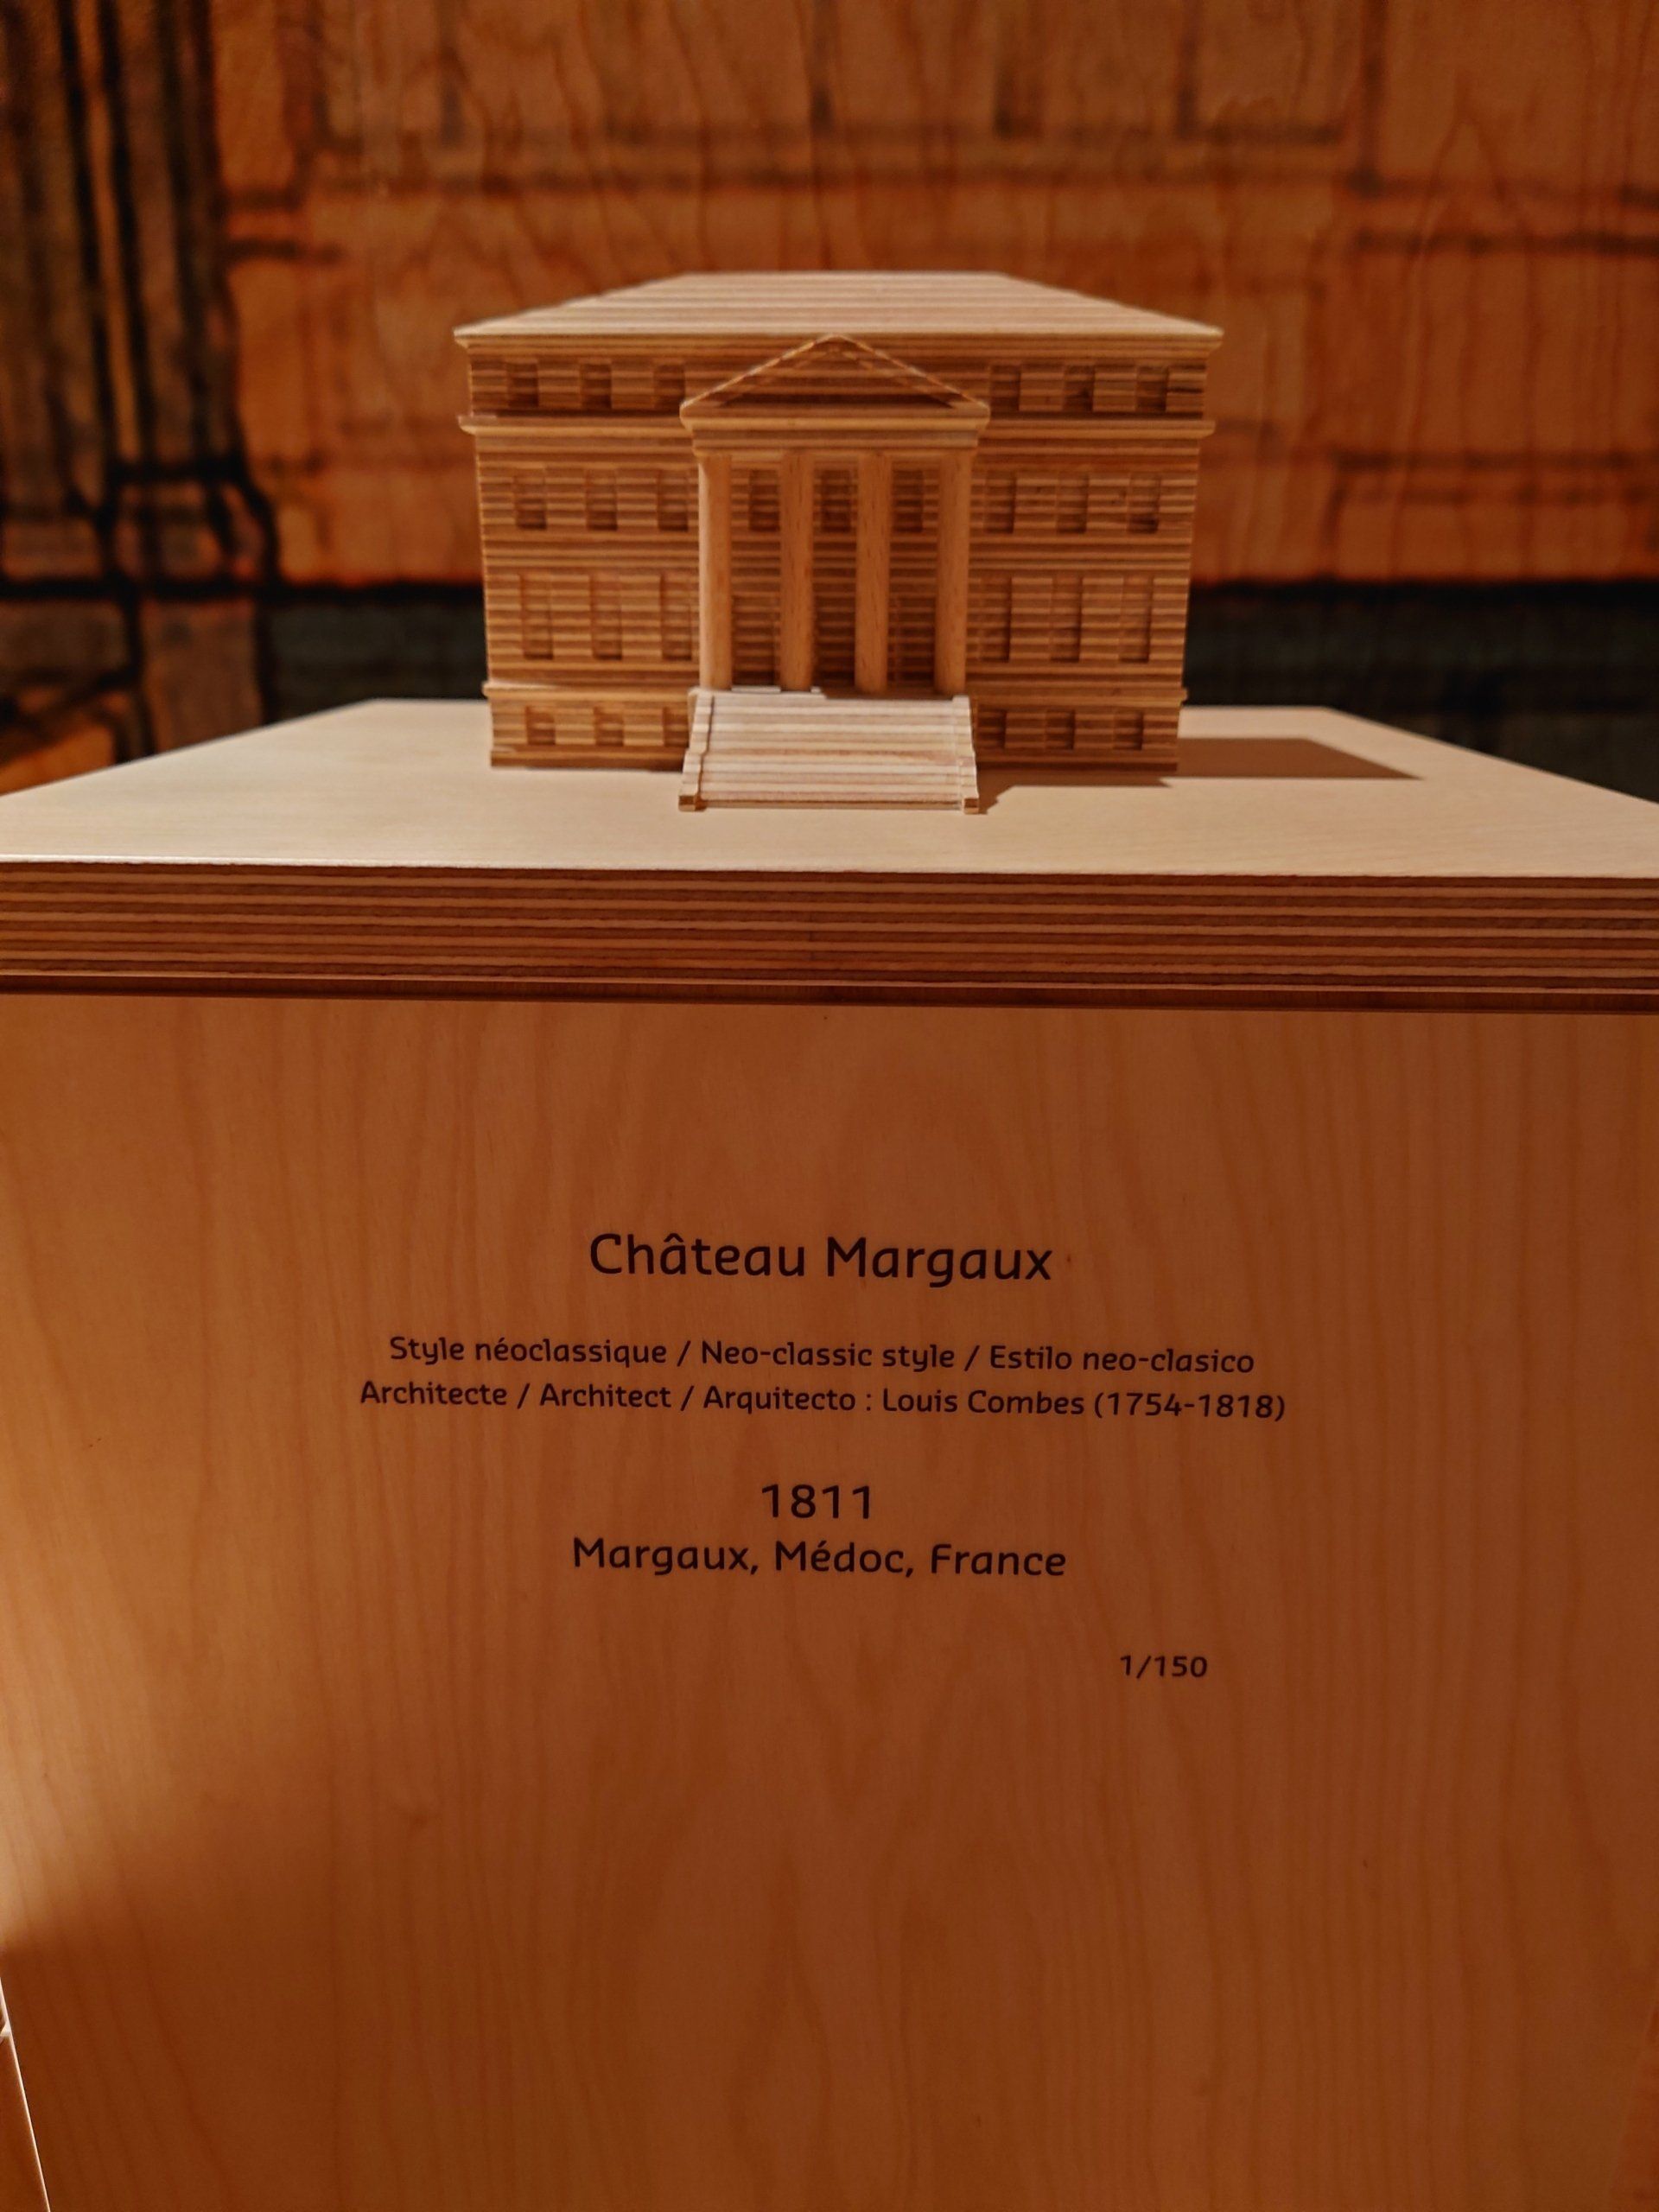 Château Margaux
Style néoclassique / Neo-classic style / Estilo neo-clasico
Architecte / Architect / Arquitecto : Louis Combes (1754-1818)
1811
Margaux, Médoc, France
1/150